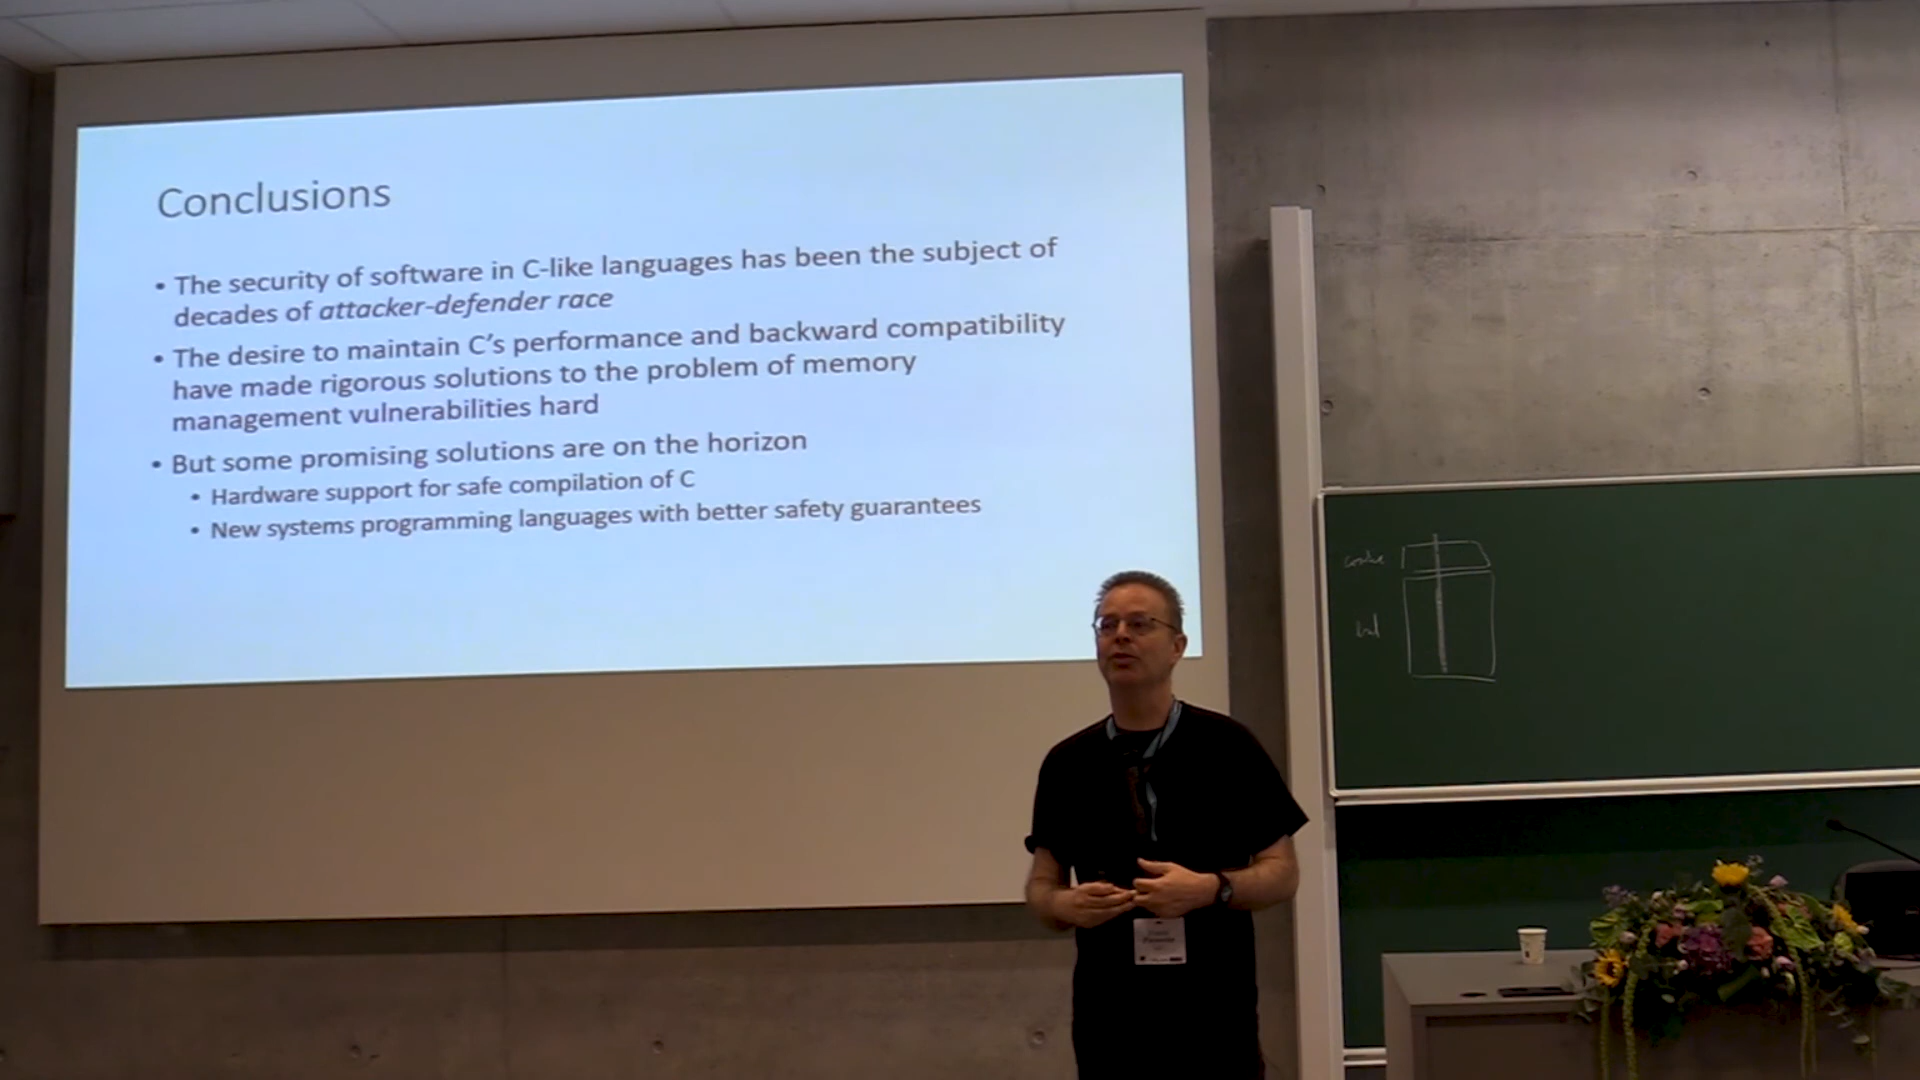 Conclusions
• The security of software in C-like languages has been the subject of
decades of attacker-defender race
• The desire to maintain C's performance and backward compatibility
have made rigorous solutions to the problem of memory
management vulnerabilities hard
• But some promising solutions are on the horizon
• Hardware support for safe compilation of C
• New systems programming languages with better safety guarantees